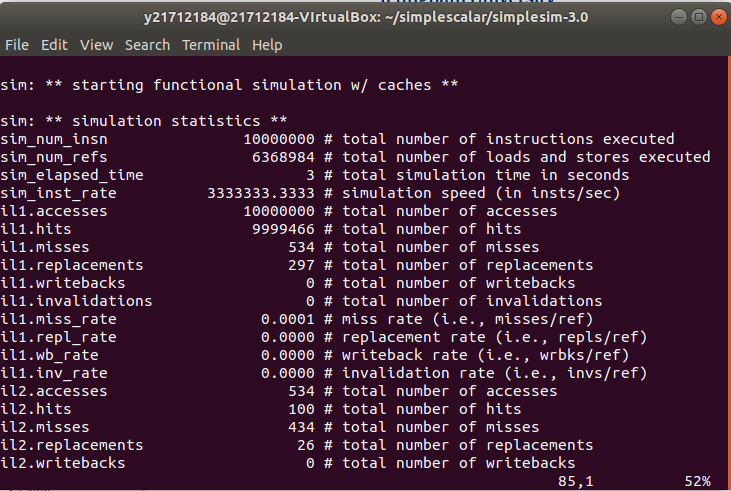 y21712184@21712184-VIrtualBox: ~/simplescalar/simplesim-3.0
File Edit View Search Terminal Help
sim: ** starting functional simulation w/ caches **
sim: ** simulation statistics **
sim_num_insn 10000000 # total number of instructions executed
sim_num_refs 6368984 # total number of loads and stores executed
sim_elapsed_time 3 # total simulation time in seconds
sim_inst_rate 3333333.3333 # simulation speed (in insts/sec)
il1.accesses 10000000 # total number of accesses
il1.hits 9999466 # total number of hits
il1.misses 534 # total number of misses
il1.replacements 297 # total number of replacements
il1.writebacks 0 # total number of writebacks
il1.invalidations 0 # total number of invalidations
il1.miss_rate 0.0001 # miss rate (i.e., misses/ref)
il1.repl_rate 0.0000 # replacement rate (i.e., repls/ref)
il1.wb_rate 0.0000 # writeback rate (i.e., wrbks/ref)
il1.inv_rate 0.0000 # invalidation rate (i.e., invs/ref)
il2.accesses 534 # total number of accesses
il2.hits 100 # total number of hits
il2.misses 434 # total number of misses
il2.replacements 26 # total number of replacements
il2.writebacks 0 # total number of writebacks
85,1 52%